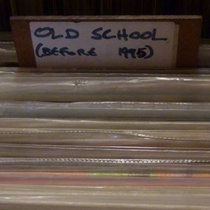 OLD SCHOOL
(BEFORE 1995)